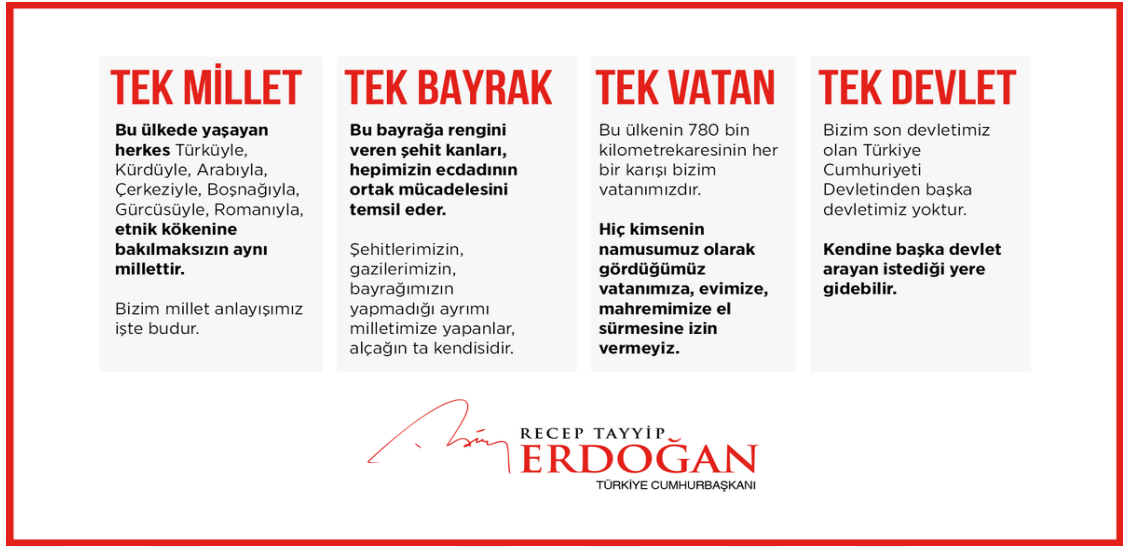 TEK MİLLET
Bu ülkede yaşayan
herkes Türküyle,
Kürdüyle, Arabıyla,
Çerkeziyle, Boşnağıyla,
Gürcüsüyle, Romanıyla,
etnik kökenine
bakılmaksızın aynı
millettir.
Bizim millet anlayışımız
işte budur.
TEK BAYRAK
Bu bayrağa rengini
veren şehit kanları,
hepimizin ecdadının
ortak mücadelesini
temsil eder.
Şehitlerimizin,
gazilerimizin,
bayrağımızın
yapmadığı ayrımı
milletimize yapanlar,
alçağın ta kendisidir.
TEK VATAN
Bu ülkenin 780 bin
kilometrekaresinin her
bir karışı bizim
vatanımızdır.
Hiç kimsenin
namusumuz olarak
gördüğümüz
vatanımıza, evimize,
mahremimize el
sürmesine izin
vermeyiz.
TEK DEVLET
Bizim son devletimiz
olan Türkiye
Cumhuriyeti
Devletinden başka
devletimiz yoktur.
Kendine başka devlet
arayan istediği yere
gidebilir.
RECEP TAYYİP
ERDOĞAN
TÜRKİYE CUMHURBAŞKANI